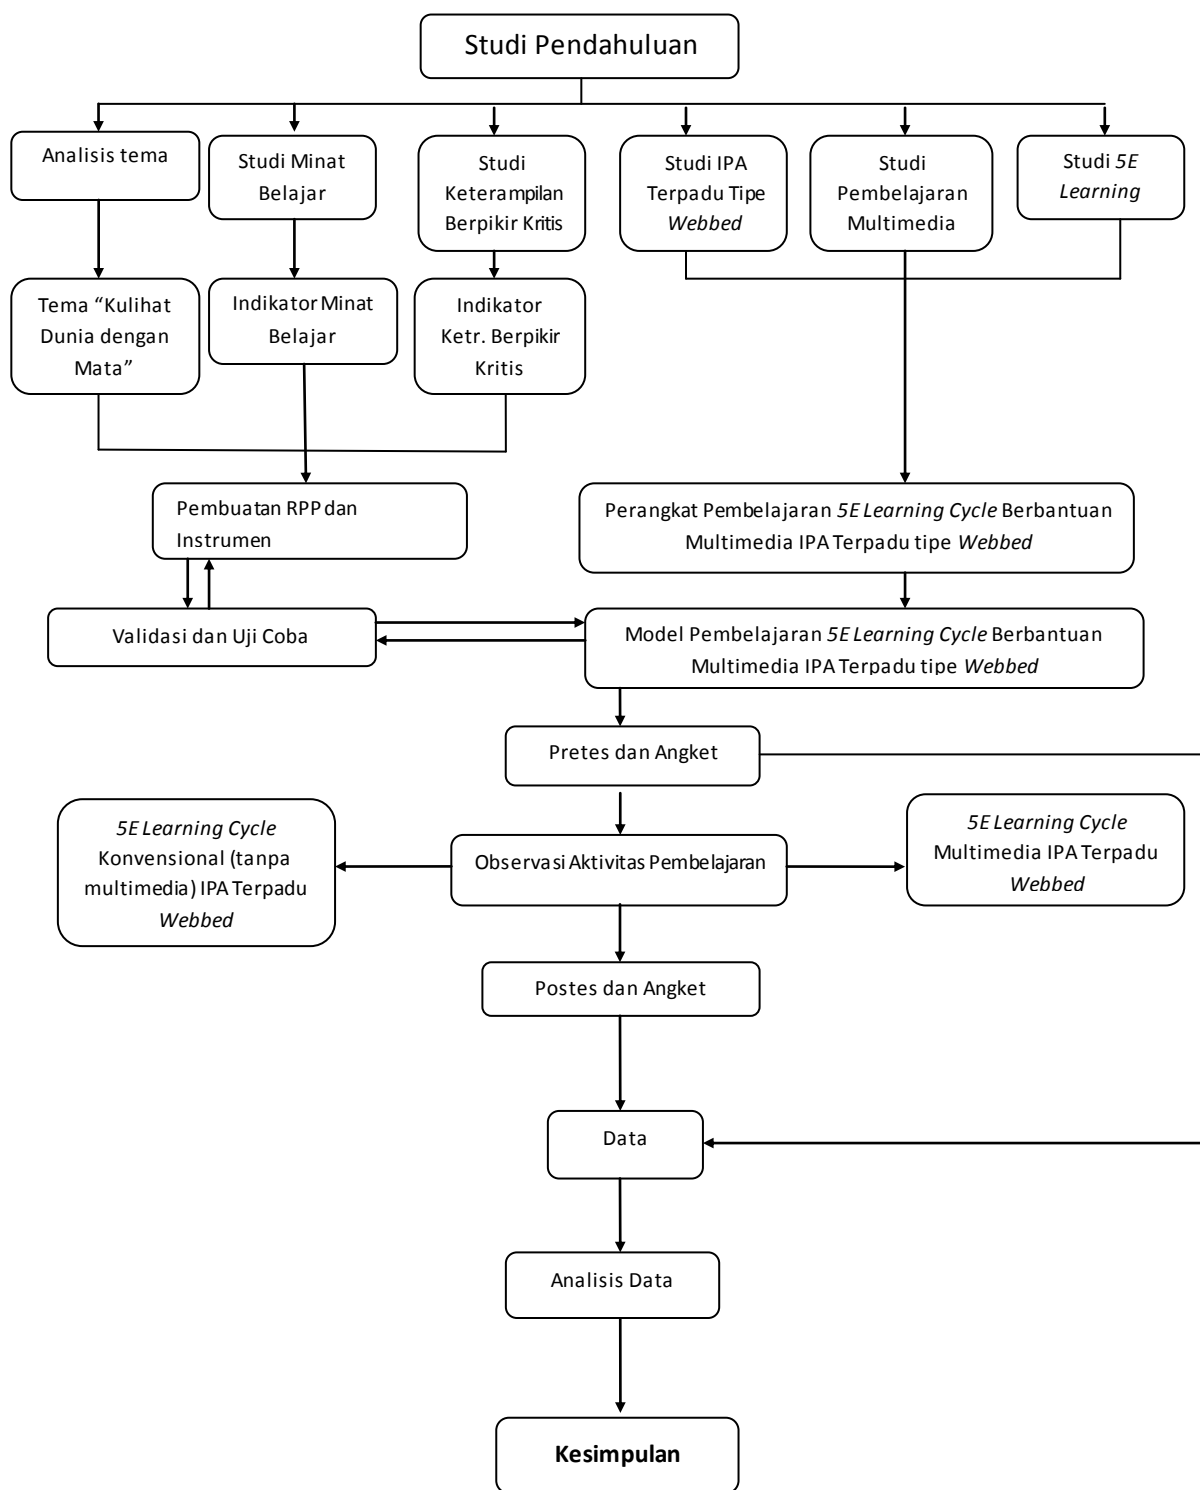 Studi Pendahuluan
Analisis tema
Studi Minat
Belajar
Studi
Keterampilan
Berpikir Kritis
Studi IPA
Terpadu Tipe
Webbed
Studi
Pembelajaran
Multimedia
Studi 5E
Learning
Tema “Kulihat
Dunia dengan
Mata”
Indikator Minat
Belajar
Indikator
Ketr. Berpikir
Kritis
Pembuatan RPP dan
Instrumen
Perangkat Pembelajaran 5E Learning Cycle Berbantuan
Multimedia IPA Terpadu tipe Webbed
Validasi dan Uji Coba
Model Pembelajaran 5E Learning Cycle Berbantuan
Multimedia IPA Terpadu tipe Webbed
Pretes dan Angket
5E Learning Cycle
Konvensional (tanpa
multimedia) IPA Terpadu
Webbed
Observasi Aktivitas Pembelajaran
5E Learning Cycle
Multimedia IPA Terpadu
Webbed
Postes dan Angket
Data
Analisis Data
Kesimpulan